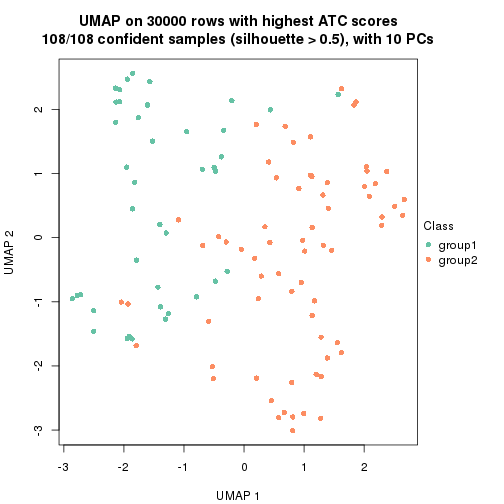 UMAP on 30000 rows with highest ATC scores
108/108 confident samples (silhouette > 0.5), with 10 PCs
2
1
0
-1
-2
-3
UMAP 2
-3
-2
-1
0
1
2
UMAP 1
Class
group1
group2